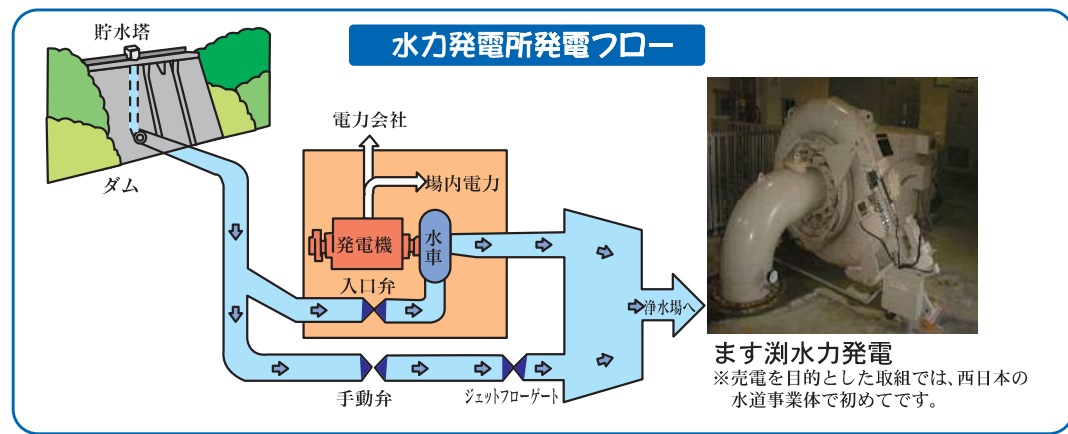 水力発電所発電フロー
貯水塔
ダム
電力会社
場内電力
発電機
水車
入口弁
手動弁
ジェットフローゲート
浄水場へ
ます渕水力発電
※売電を目的とした取組では、西日本の
水道事業体で初めてです。